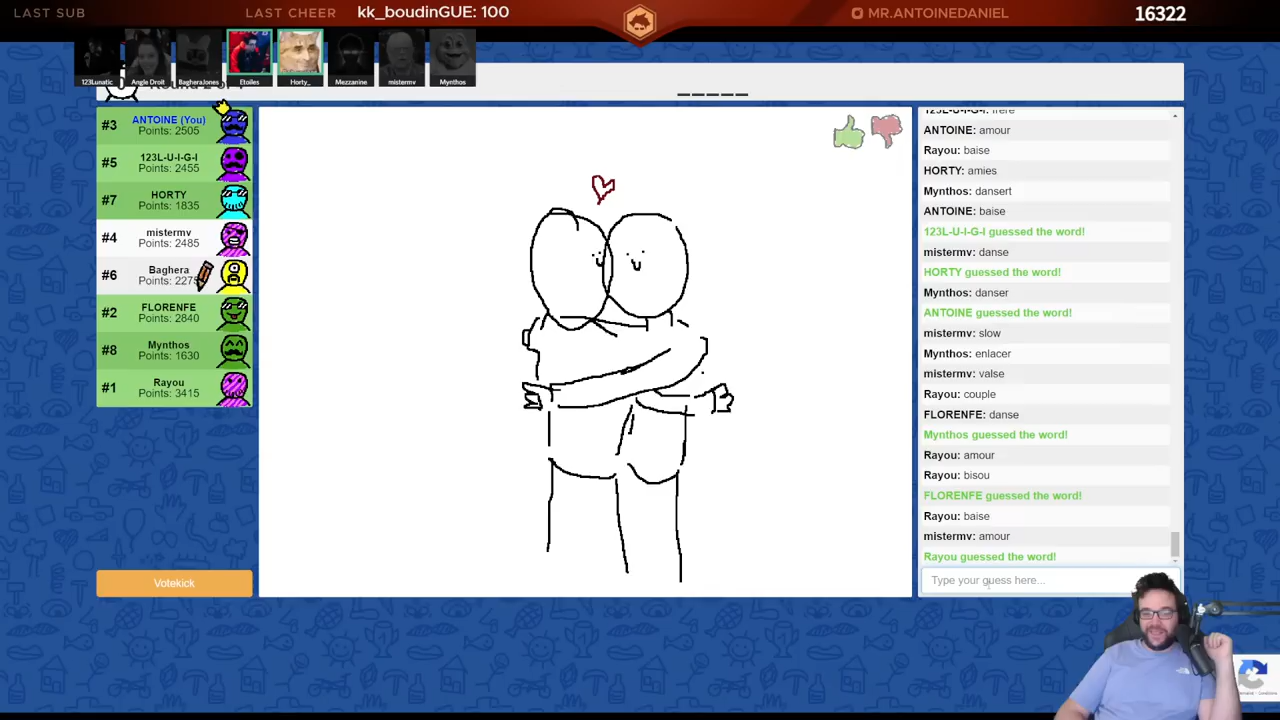 LAST SUB
LAST CHEER
kk_boudinGUE: 100
MR.ANTOINEDANIEL
16322
123Lunatic
Angle Droit
BagheraJones
Etoiles
Horty_
Mezzanine
mistermv
Mynthos
_ _ _ _ _
#3
ANTOINE (You)
Points: 2505
#5
123L-U-I-G-I
Points: 2455
#7
HORTY
Points: 1835
#4
mistermv
Points: 2485
#6
Baghera
Points: 2275
#2
FLORENFE
Points: 2840
#8
Mynthos
Points: 1630
#1
Rayou
Points: 3415
Votekick
123L-U-I-G-I: frere
ANTOINE: amour
Rayou: baise
HORTY: amies
Mynthos: dansert
ANTOINE: baise
123L-U-I-G-I guessed the word!
mistermv: danse
HORTY guessed the word!
Mynthos: danser
ANTOINE guessed the word!
mistermv: slow
Mynthos: enlacer
mistermv: valse
Rayou: couple
FLORENFE: danse
Mynthos guessed the word!
Rayou: amour
Rayou: bisou
FLORENFE guessed the word!
Rayou: baise
mistermv: amour
Rayou guessed the word!
Type your guess here...